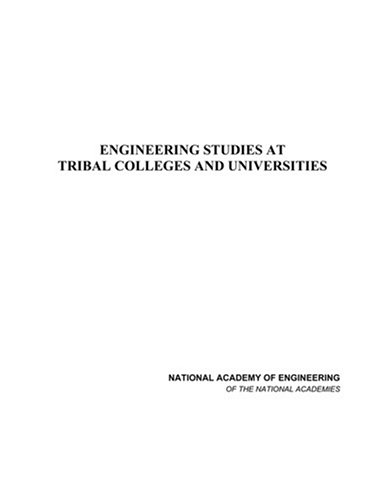 ENGINEERING STUDIES AT
TRIBAL COLLEGES AND UNIVERSITIES
NATIONAL ACADEMY OF ENGINEERING
OF THE NATIONAL ACADEMIES